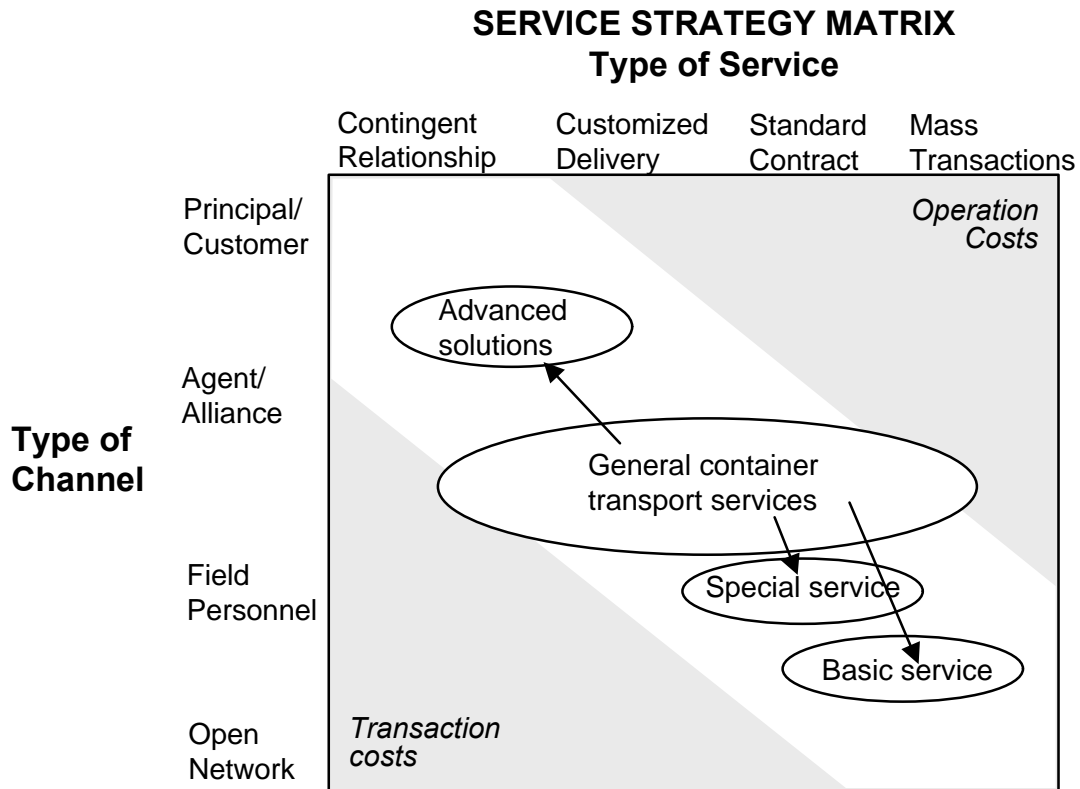 SERVICE STRATEGY MATRIX
Type of Service
Contingent
Relationship
Customized
Delivery
Standard
Contract
Mass
Transactions
Principal/
Customer
Operation
Costs
Advanced
solutions
Agent/
Alliance
Type of
Channel
General container
transport services
Field
Personnel
Special service
Basic service
Open
Network
Transaction
costs